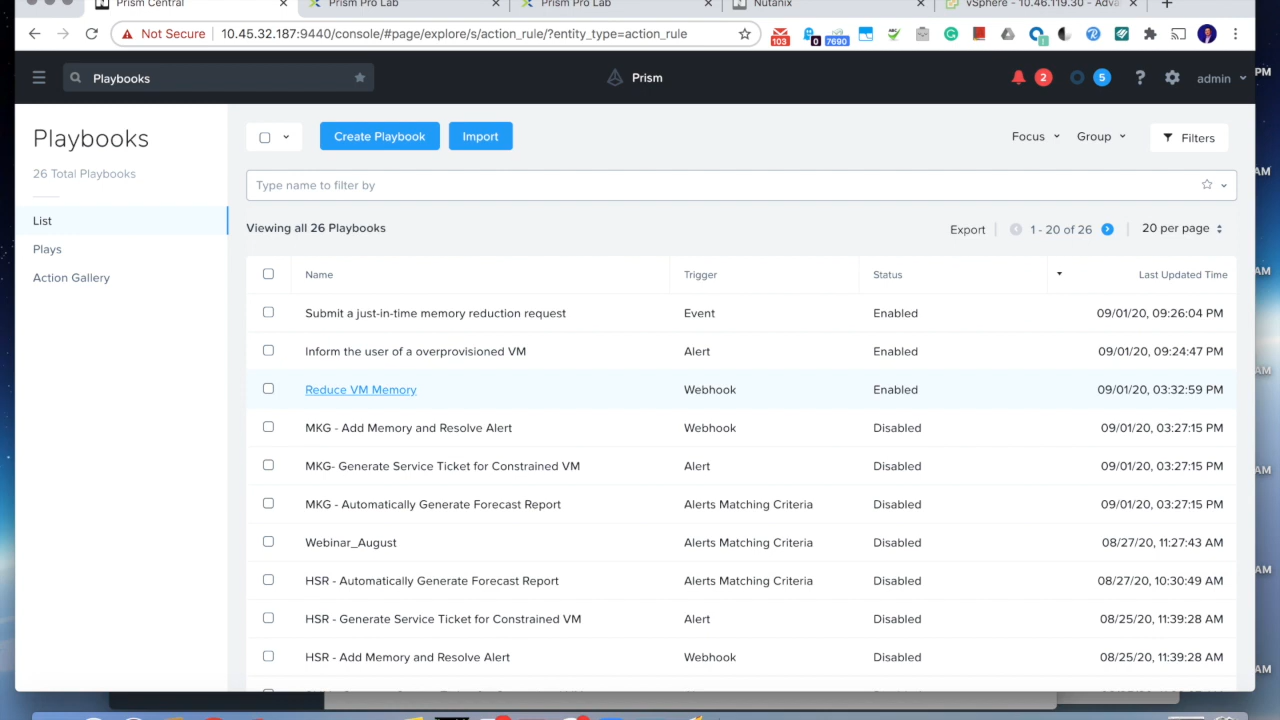 Prism Central
Prism Pro Lab
Prism Pro Lab
Nutanix
vSphere - 10.46.119.30 - Adva
Not Secure
10.45.32.187:9440/console/#page/explore/s/action_rule/?entity_type=action_rule
103
0
7690
1
Playbooks
Prism
2
5
?
admin
PM
Playbooks
26 Total Playbooks
List
Plays
Action Gallery
Create Playbook
Import
Focus
Group
Filters
Type name to filter by
Viewing all 26 Playbooks
Export
1 - 20 of 26
20 per page
Name
Trigger
Status
Last Updated Time
Submit a just-in-time memory reduction request Event Enabled 09/01/20, 09:26:04 PM
Inform the user of a overprovisioned VM Alert Enabled 09/01/20, 09:24:47 PM
Reduce VM Memory Webhook Enabled 09/01/20, 03:32:59 PM
MKG - Add Memory and Resolve Alert Webhook Disabled 09/01/20, 03:27:15 PM
MKG- Generate Service Ticket for Constrained VM Alert Disabled 09/01/20, 03:27:15 PM
MKG - Automatically Generate Forecast Report Alerts Matching Criteria Disabled 09/01/20, 03:27:15 PM
Webinar_August Alerts Matching Criteria Disabled 08/27/20, 11:27:43 AM
HSR - Automatically Generate Forecast Report Alerts Matching Criteria Disabled 08/27/20, 10:30:49 AM
HSR - Generate Service Ticket for Constrained VM Alert Disabled 08/25/20, 11:39:28 AM
HSR - Add Memory and Resolve Alert Webhook Disabled 08/25/20, 11:39:28 AM
AM
AM
AM
AM
AM
AM